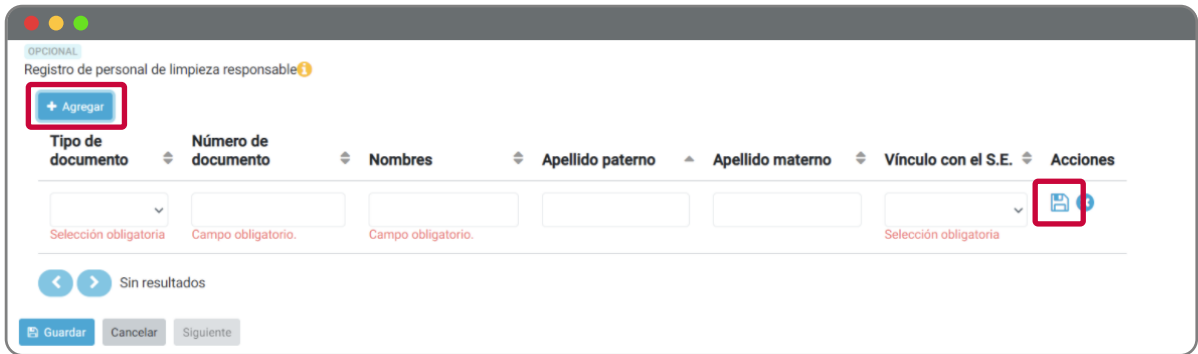 OPCIONAL
Registro de personal de limpieza responsable
+ Agregar
Tipo de documento
Número de documento
Nombres
Apellido paterno
Apellido materno
Vínculo con el S.E.
Acciones
Selección obligatoria
Campo obligatorio.
Campo obligatorio.
Selección obligatoria
Sin resultados
Guardar
Cancelar
Siguiente